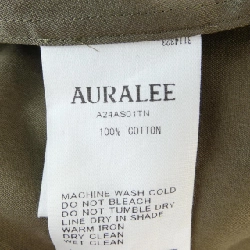 AURALEE
A24AS01TN
100% COTTON
MACHINE WASH COLD
DO NOT BLEACH
DO NOT TUMBLE DRY
LINE DRY IN SHADE
WARM IRON
DRY CLEAN
WET CLEAN